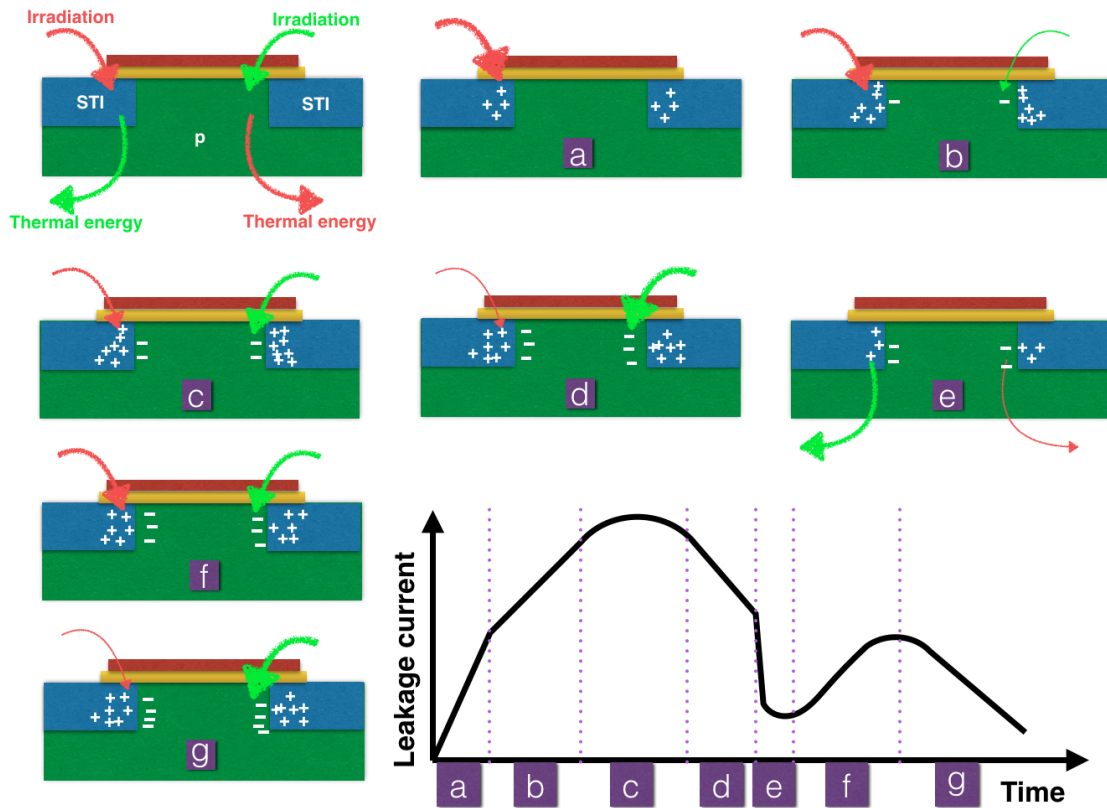 Irradiation
Irradiation
STI
STI
p
Thermal energy
Thermal energy
a
b
c
d
e
f
g
Leakage current
a
b
c
d
e
f
g
Time